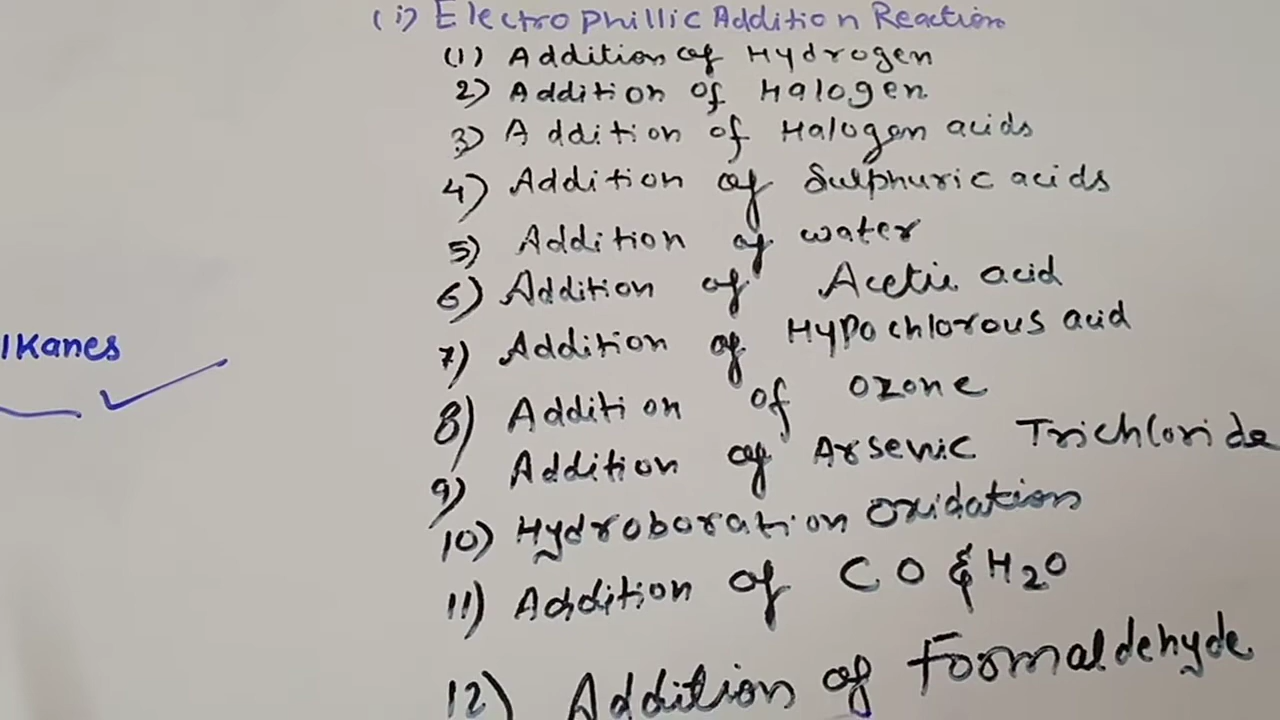 (i) Electrophillic Addition Reaction
(1) Addition of Hydrogen
2) Addition of Halogen
3) Addition of Halogen acids
4) Addition of Sulphuric acids
5) Addition of water
6) Addition of Acetic acid
lkanes
7) Addition of Hypochlorous acid
8) Addition of ozone
9) Addition of Arsenic Trichloride
10) Hydroboration Oxidation
11) Addition of CO & H2O
12) Addition of Formaldehyde